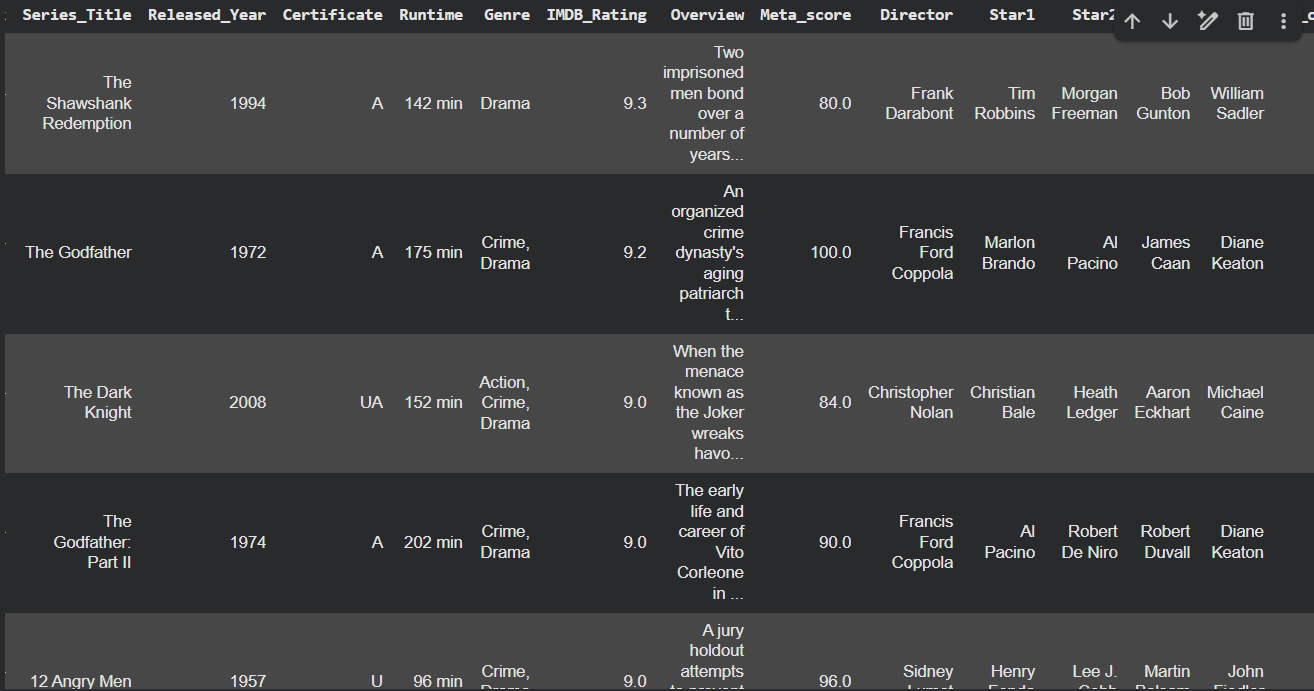 Series_Title Released_Year Certificate Runtime Genre IMDB_Rating Overview Meta_score Director Star1 Star2
The
Shawshank
Redemption
1994
A
142 min
Drama
9.3
Two
imprisoned
men bond
over a
number of
years...
80.0
Frank
Darabont
Tim
Robbins
Morgan
Freeman
Bob
Gunton
William
Sadler
The Godfather
1972
A
175 min
Crime,
Drama
9.2
An
organized
crime
dynasty's
aging
patriarch
t...
100.0
Francis
Ford
Coppola
Marlon
Brando
Al
Pacino
James
Caan
Diane
Keaton
The Dark
Knight
2008
UA
152 min
Action,
Crime,
Drama
9.0
When the
menace
known as
the Joker
wreaks
havo...
84.0
Christopher
Nolan
Christian
Bale
Heath
Ledger
Aaron
Eckhart
Michael
Caine
The
Godfather:
Part II
1974
A
202 min
Crime,
Drama
9.0
The early
life and
career of
Vito
Corleone
in ...
90.0
Francis
Ford
Coppola
Al
Pacino
Robert
De Niro
Robert
Duvall
Diane
Keaton
12 Angry Men
1957
U
96 min
Crime,
9.0
A jury
holdout
attempts
96.0
Sidney
Henry
Lee J.
Martin
John